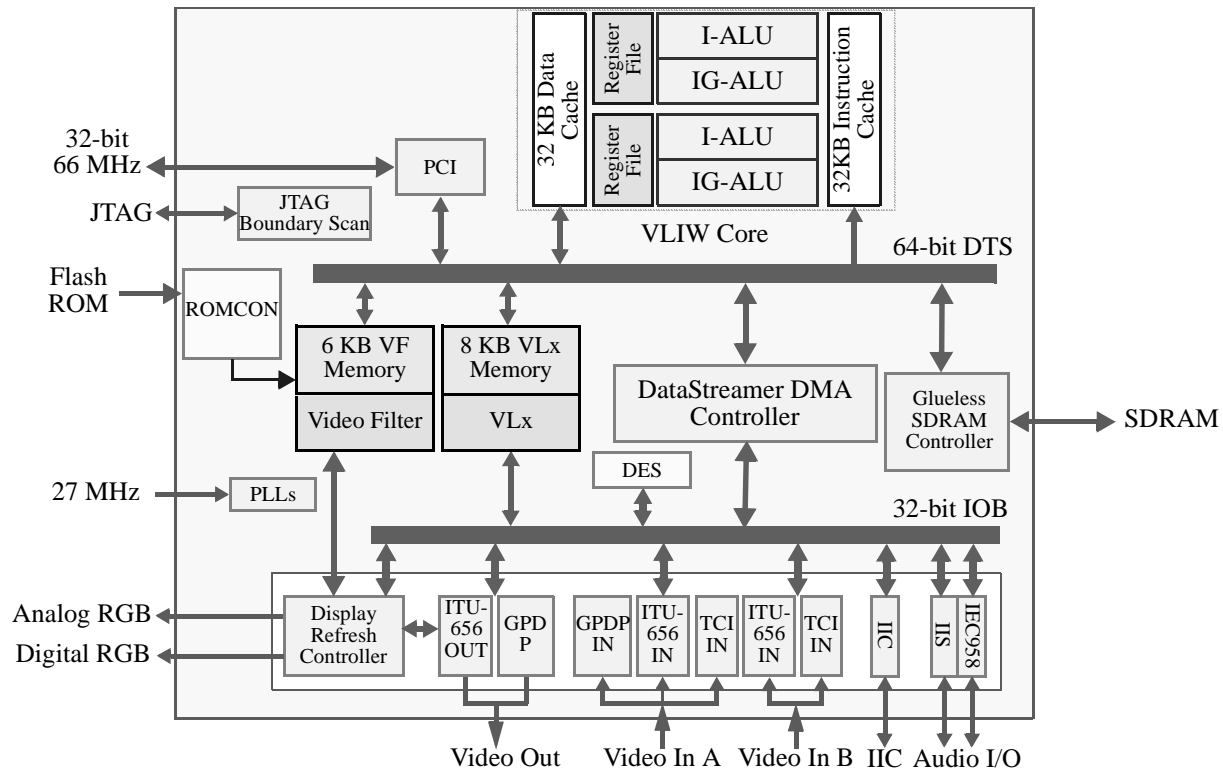 32 KB Data
Cache
Register
File
I-ALU
IG-ALU
Register
File
I-ALU
IG-ALU
32KB Instruction
Cache
VLIW Core
32-bit
66 MHz
PCI
JTAG
JTAG
Boundary Scan
64-bit DTS
Flash
ROM
ROMCON
6 KB VF
Memory
Video Filter
8 KB VLx
Memory
VLx
DataStreamer DMA
Controller
Glueless
SDRAM
Controller
SDRAM
DES
27 MHz
PLLs
32-bit IOB
Analog RGB
Digital RGB
Display
Refresh
Controller
ITU-
656
OUT
GPD
P
GPDP
IN
ITU-
656
IN
TCI
IN
ITU-
656
IN
TCI
IN
IIC
IIS
IEC958
Video Out
Video In A
Video In B
IIC
Audio I/O